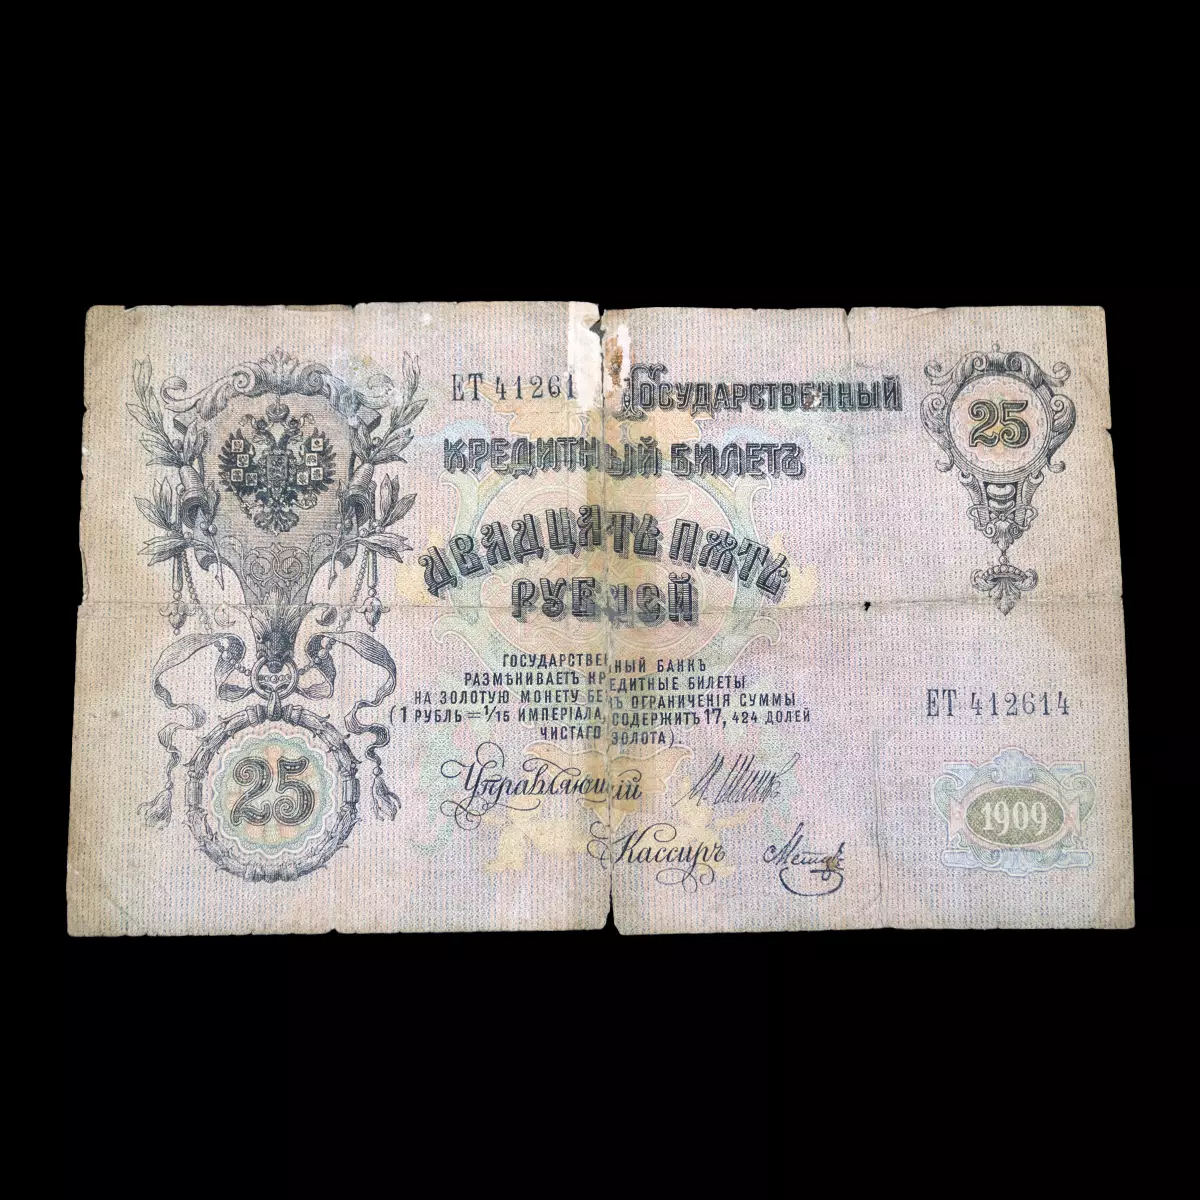 ЕТ 41261
Государственный
25
Кредитный Билетъ
Двадцать Пять
Рублей
ГОСУДАРСТВЕННЫЙ БАНКЪ
РАЗМѢНИВАЕТЪ КРЕДИТНЫЕ БИЛЕТЫ
НА ЗОЛОТУЮ МОНЕТУ БЕЗЪ ОГРАНИЧЕНІЯ СУММЫ
(1 РУБЛЬ = 1/15 ИМПЕРІАЛА, СОДЕРЖИТЪ 17, 424 ДОЛЕЙ
ЧИСТАГО ЗОЛОТА).
ЕТ 412614
25
Управляющій
1909
Кассиръ